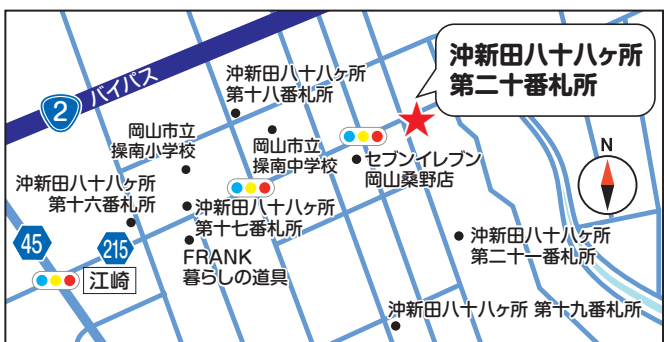 沖新田八十八ヶ所
第二十番札所
バイパス
2
沖新田八十八ヶ所
第十八番札所
岡山市立
操南小学校
岡山市立
操南中学校
セブンイレブン
岡山桑野店
N
沖新田八十八ヶ所
第十六番札所
沖新田八十八ヶ所
第十七番札所
45
215
FRANK
暮らしの道具
江崎
沖新田八十八ヶ所
第二十一番札所
沖新田八十八ヶ所 第十九番札所